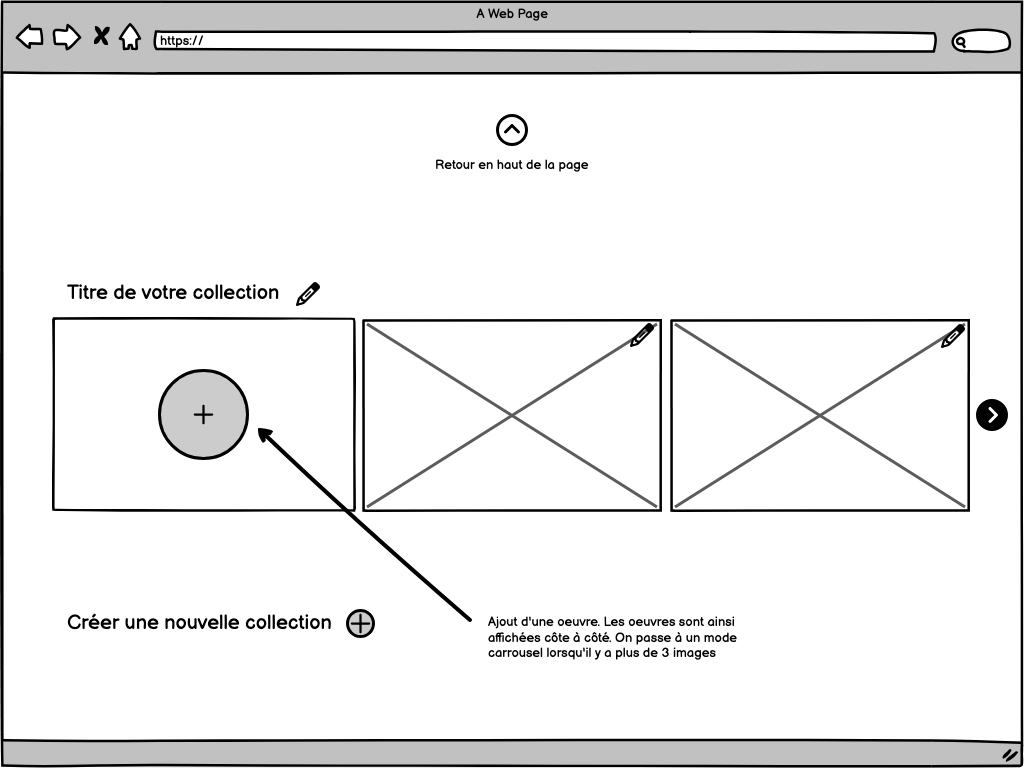 A Web Page
https://
Retour en haut de la page
Titre de votre collection
Créer une nouvelle collection
Ajout d'une oeuvre. Les oeuvres sont ainsi
affichées côte à côté. On passe à un mode
carrousel lorsqu'il y a plus de 3 images